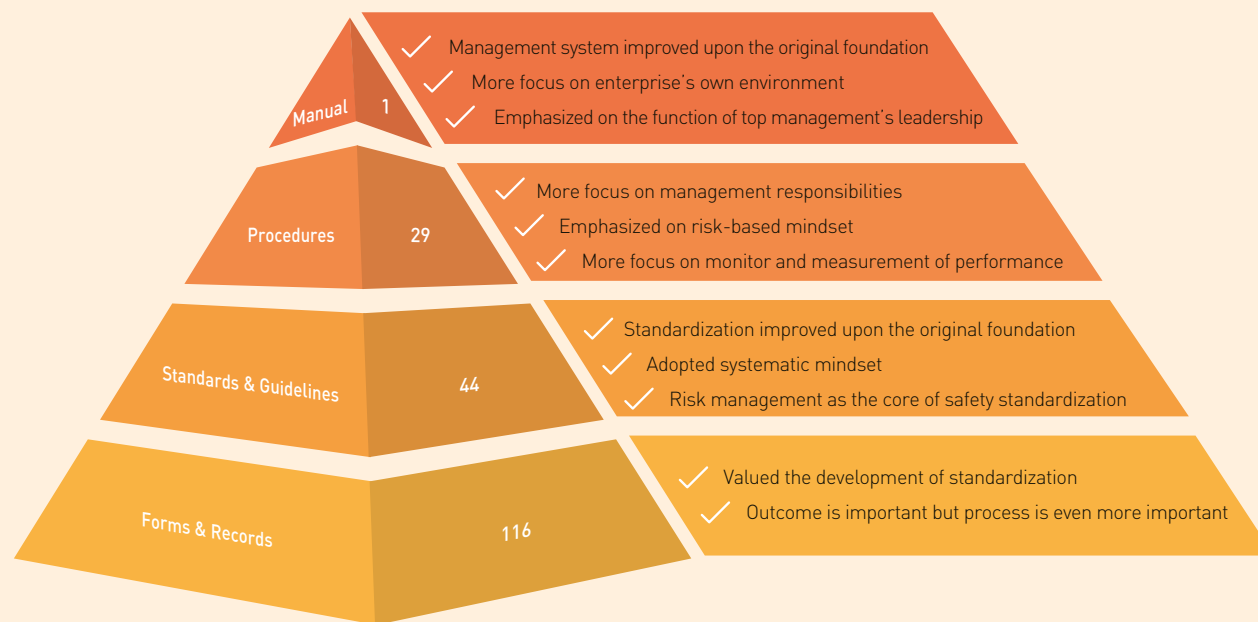 Manual
1
Management system improved upon the original foundation
More focus on enterprise's own environment
Emphasized on the function of top management's leadership
Procedures
29
More focus on management responsibilities
Emphasized on risk-based mindset
More focus on monitor and measurement of performance
Standards & Guidelines
44
Standardization improved upon the original foundation
Adopted systematic mindset
Risk management as the core of safety standardization
Forms & Records
116
Valued the development of standardization
Outcome is important but process is even more important